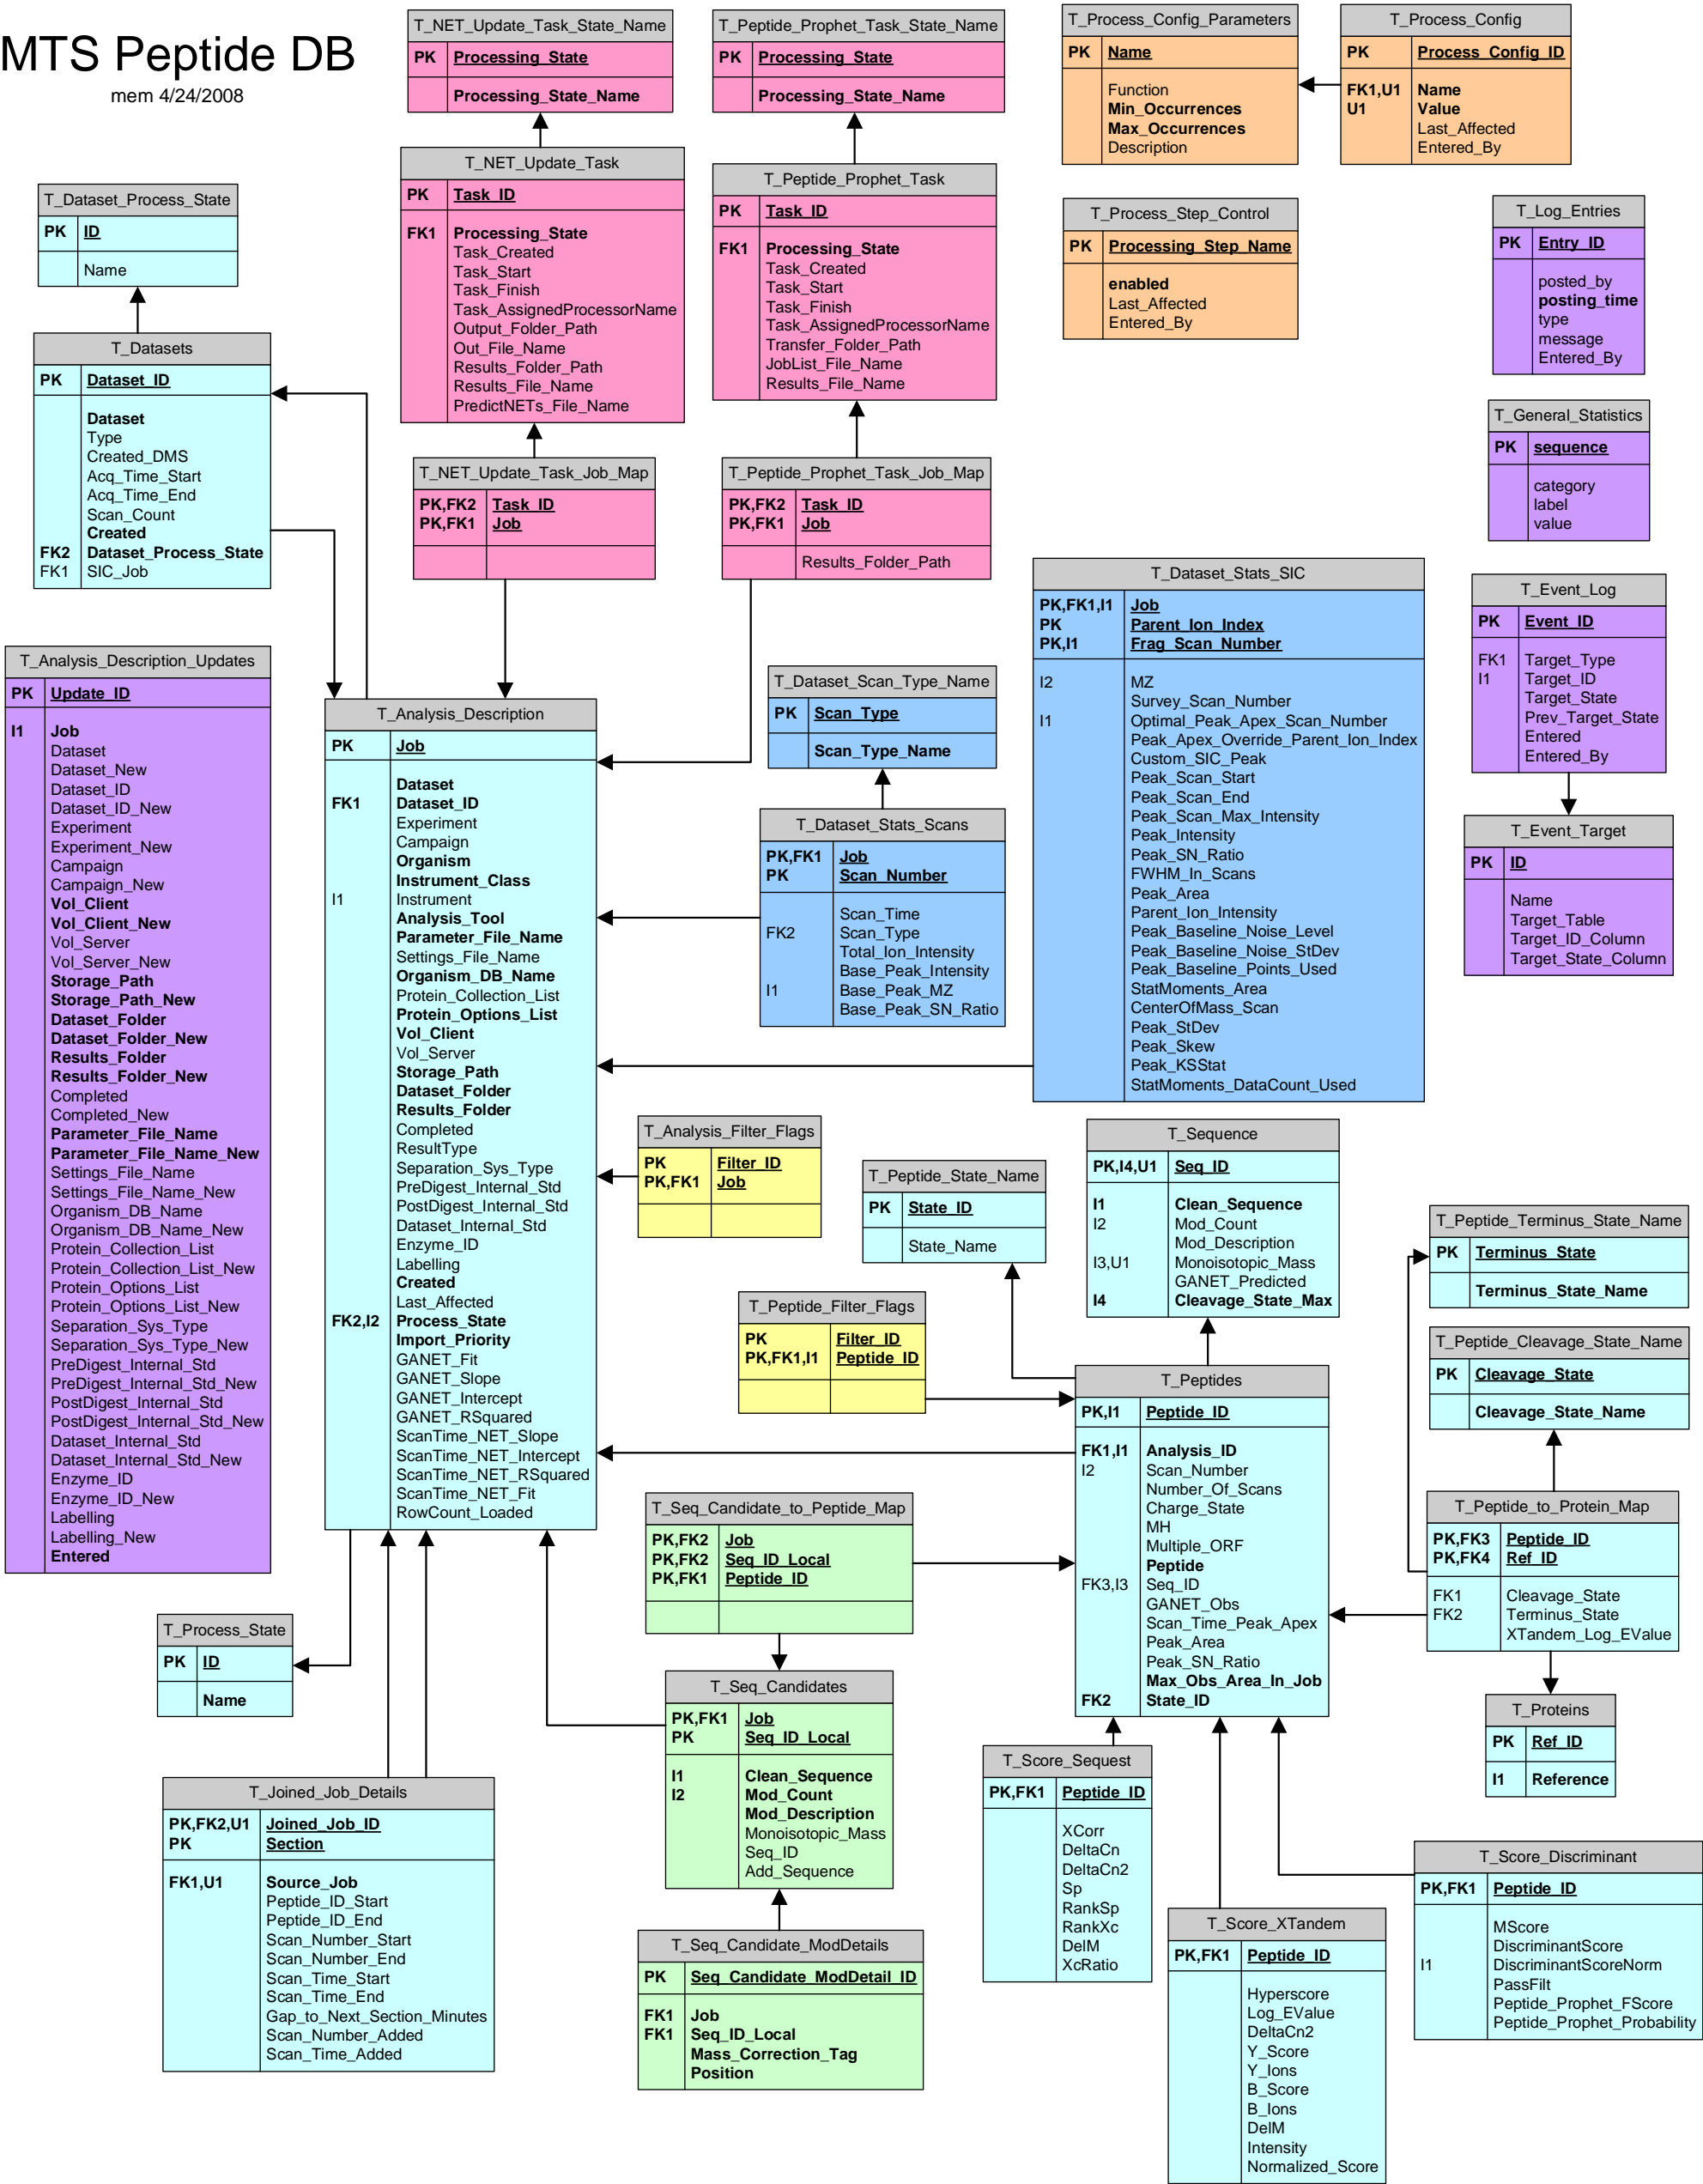 MTS Peptide DB
mem 4/24/2008
T_NET_Update_Task_State_Name
PK Processing_State
Processing_State_Name
T_Peptide_Prophet_Task_State_Name
PK Processing_State
Processing_State_Name
T_Process_Config_Parameters
PK Name
Function
Min_Occurrences
Max_Occurrences
Description
T_Process_Config
PK Process_Config_ID
FK1,U1 Name
U1 Value
Last_Affected
Entered_By
T_Dataset_Process_State
PK ID
Name
T_NET_Update_Task
PK Task_ID
FK1 Processing_State
Task_Created
Task_Start
Task_Finish
Task_AssignedProcessorName
Output_Folder_Path
Out_File_Name
Results_Folder_Path
Results_File_Name
PredictNETs_File_Name
T_Peptide_Prophet_Task
PK Task_ID
FK1 Processing_State
Task_Created
Task_Start
Task_Finish
Task_AssignedProcessorName
Transfer_Folder_Path
JobList_File_Name
Results_File_Name
T_Process_Step_Control
PK Processing_Step_Name
enabled
Last_Affected
Entered_By
T_Log_Entries
PK Entry_ID
posted_by
posting_time
type
message
Entered_By
T_Datasets
PK Dataset_ID
Dataset
Type
Created_DMS
Acq_Time_Start
Acq_Time_End
Scan_Count
Created
FK2 Dataset_Process_State
FK1 SIC_Job
T_General_Statistics
PK sequence
category
label
value
T_NET_Update_Task_Job_Map
PK,FK2 Task_ID
PK,FK1 Job
T_Peptide_Prophet_Task_Job_Map
PK,FK2 Task_ID
PK,FK1 Job
Results_Folder_Path
T_Dataset_Stats_SIC
PK,FK1,I1 Job
PK Parent_Ion_Index
PK,I1 Frag_Scan_Number
I2 MZ
Survey_Scan_Number
I1 Optimal_Peak_Apex_Scan_Number
Peak_Apex_Override_Parent_Ion_Index
Custom_SIC_Peak
Peak_Scan_Start
Peak_Scan_End
Peak_Scan_Max_Intensity
Peak_Intensity
Peak_SN_Ratio
FWHM_In_Scans
Peak_Area
Parent_Ion_Intensity
Peak_Baseline_Noise_Level
Peak_Baseline_Noise_StDev
Peak_Baseline_Points_Used
StatMoments_Area
CenterOfMass_Scan
Peak_StDev
Peak_Skew
Peak_KSStat
StatMoments_DataCount_Used
T_Event_Log
PK Event_ID
FK1 Target_Type
I1 Target_ID
Target_State
Prev_Target_State
Entered
Entered_By
T_Event_Target
PK ID
Name
Target_Table
Target_ID_Column
Target_State_Column
T_Analysis_Description_Updates
PK Update_ID
I1 Job
Dataset
Dataset_New
Dataset_ID
Dataset_ID_New
Experiment
Experiment_New
Campaign
Campaign_New
Vol_Client
Vol_Client_New
Vol_Server
Vol_Server_New
Storage_Path
Storage_Path_New
Dataset_Folder
Dataset_Folder_New
Results_Folder
Results_Folder_New
Completed
Completed_New
Parameter_File_Name
Parameter_File_Name_New
Settings_File_Name
Settings_File_Name_New
Organism_DB_Name
Organism_DB_Name_New
Protein_Collection_List
Protein_Collection_List_New
Protein_Options_List
Protein_Options_List_New
Separation_Sys_Type
Separation_Sys_Type_New
PreDigest_Internal_Std
PreDigest_Internal_Std_New
PostDigest_Internal_Std
PostDigest_Internal_Std_New
Dataset_Internal_Std
Dataset_Internal_Std_New
Enzyme_ID
Enzyme_ID_New
Labelling
Labelling_New
Entered
T_Analysis_Description
PK Job
Dataset
FK1 Dataset_ID
Experiment
Campaign
Organism
Instrument_Class
I1 Instrument
Analysis_Tool
Parameter_File_Name
Settings_File_Name
Organism_DB_Name
Protein_Collection_List
Protein_Options_List
Vol_Client
Vol_Server
Storage_Path
Dataset_Folder
Results_Folder
Completed
ResultType
Separation_Sys_Type
PreDigest_Internal_Std
PostDigest_Internal_Std
Dataset_Internal_Std
Enzyme_ID
Labelling
Created
Last_Affected
FK2,I2 Process_State
Import_Priority
GANET_Fit
GANET_Slope
GANET_Intercept
GANET_RSquared
ScanTime_NET_Slope
ScanTime_NET_Intercept
ScanTime_NET_RSquared
ScanTime_NET_Fit
RowCount_Loaded
T_Dataset_Scan_Type_Name
PK Scan_Type
Scan_Type_Name
T_Dataset_Stats_Scans
PK,FK1 Job
PK Scan_Number
Scan_Time
FK2 Scan_Type
Total_Ion_Intensity
Base_Peak_Intensity
I1 Base_Peak_MZ
Base_Peak_SN_Ratio
T_Analysis_Filter_Flags
PK Filter_ID
PK,FK1 Job
T_Peptide_State_Name
PK State_ID
State_Name
T_Sequence
PK,I4,U1 Seq_ID
I1 Clean_Sequence
I2 Mod_Count
Mod_Description
I3,U1 Monoisotopic_Mass
GANET_Predicted
I4 Cleavage_State_Max
T_Peptide_Terminus_State_Name
PK Terminus_State
Terminus_State_Name
T_Peptide_Filter_Flags
PK Filter_ID
PK,FK1,I1 Peptide_ID
T_Peptide_Cleavage_State_Name
PK Cleavage_State
Cleavage_State_Name
T_Peptides
PK,I1 Peptide_ID
FK1,I1 Analysis_ID
I2 Scan_Number
Number_Of_Scans
Charge_State
MH
Multiple_ORF
Peptide
FK3,I3 Seq_ID
GANET_Obs
Scan_Time_Peak_Apex
Peak_Area
Peak_SN_Ratio
Max_Obs_Area_In_Job
FK2 State_ID
T_Peptide_to_Protein_Map
PK,FK3 Peptide_ID
PK,FK4 Ref_ID
FK1 Cleavage_State
FK2 Terminus_State
XTandem_Log_EValue
T_Seq_Candidate_to_Peptide_Map
PK,FK2 Job
PK,FK2 Seq_ID_Local
PK,FK1 Peptide_ID
T_Process_State
PK ID
Name
T_Seq_Candidates
PK,FK1 Job
PK Seq_ID_Local
I1 Clean_Sequence
I2 Mod_Count
Mod_Description
Monoisotopic_Mass
Seq_ID
Add_Sequence
T_Proteins
PK Ref_ID
I1 Reference
T_Joined_Job_Details
PK,FK2,U1 Joined_Job_ID
PK Section
FK1,U1 Source_Job
Peptide_ID_Start
Peptide_ID_End
Scan_Number_Start
Scan_Number_End
Scan_Time_Start
Scan_Time_End
Gap_to_Next_Section_Minutes
Scan_Number_Added
Scan_Time_Added
T_Score_Sequest
PK,FK1 Peptide_ID
XCorr
DeltaCn
DeltaCn2
Sp
RankSp
RankXc
DelM
XcRatio
T_Score_Discriminant
PK,FK1 Peptide_ID
MScore
DiscriminantScore
I1 DiscriminantScoreNorm
PassFilt
Peptide_Prophet_FScore
Peptide_Prophet_Probability
T_Seq_Candidate_ModDetails
PK Seq_Candidate_ModDetail_ID
FK1 Job
FK1 Seq_ID_Local
Mass_Correction_Tag
Position
T_Score_XTandem
PK,FK1 Peptide_ID
Hyperscore
Log_EValue
DeltaCn2
Y_Score
Y_Ions
B_Score
B_Ions
DelM
Intensity
Normalized_Score